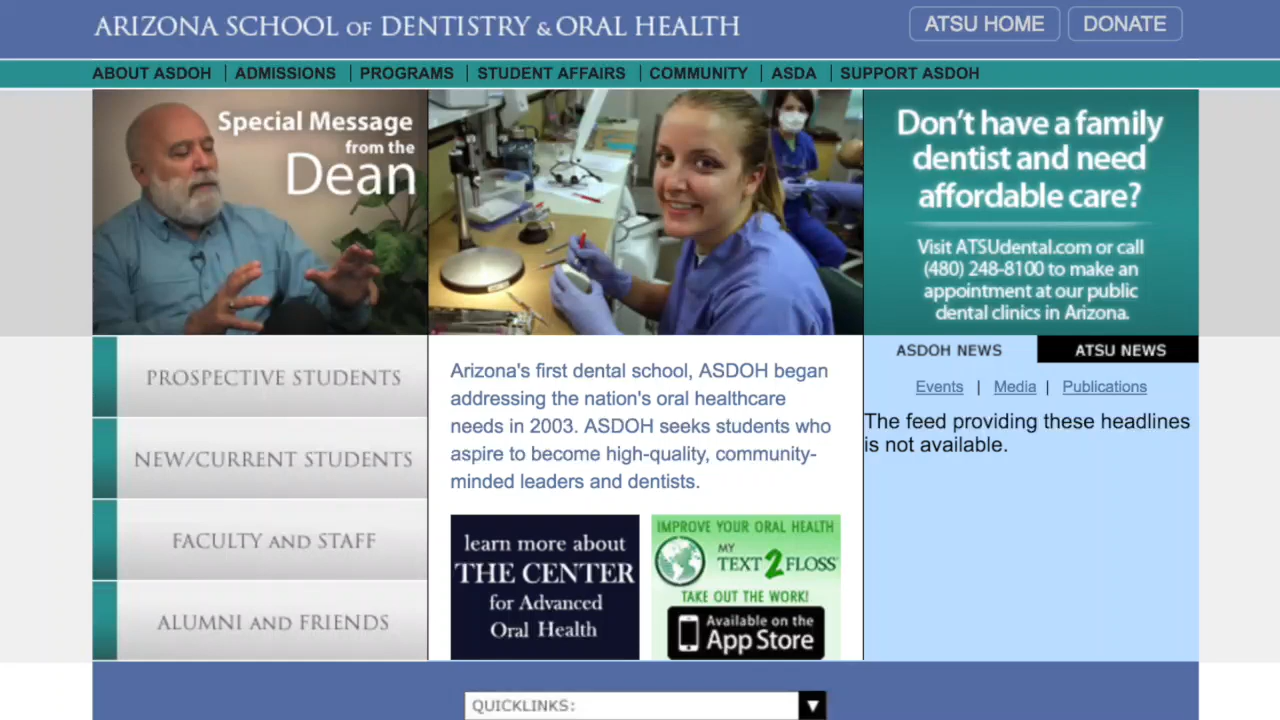 ARIZONA SCHOOL OF DENTISTRY & ORAL HEALTH
ATSU HOME
DONATE
ABOUT ASDOH | ADMISSIONS | PROGRAMS | STUDENT AFFAIRS | COMMUNITY | ASDA | SUPPORT ASDOH
Special Message
from the
Dean
Don't have a family
dentist and need
affordable care?
Visit ATSUdental.com or call
(480) 248-8100 to make an
appointment at our public
dental clinics in Arizona.
PROSPECTIVE STUDENTS
NEW/CURRENT STUDENTS
FACULTY AND STAFF
ALUMNI AND FRIENDS
Arizona's first dental school, ASDOH began
addressing the nation's oral healthcare
needs in 2003. ASDOH seeks students who
aspire to become high-quality, community-
minded leaders and dentists.
learn more about
THE CENTER
for Advanced
Oral Health
IMPROVE YOUR ORAL HEALTH
MY
TEXT2FLOSS
TAKE OUT THE WORK!
Available on the
App Store
ASDOH NEWS
ATSU NEWS
Events | Media | Publications
The feed providing these headlines
is not available.
QUICKLINKS: